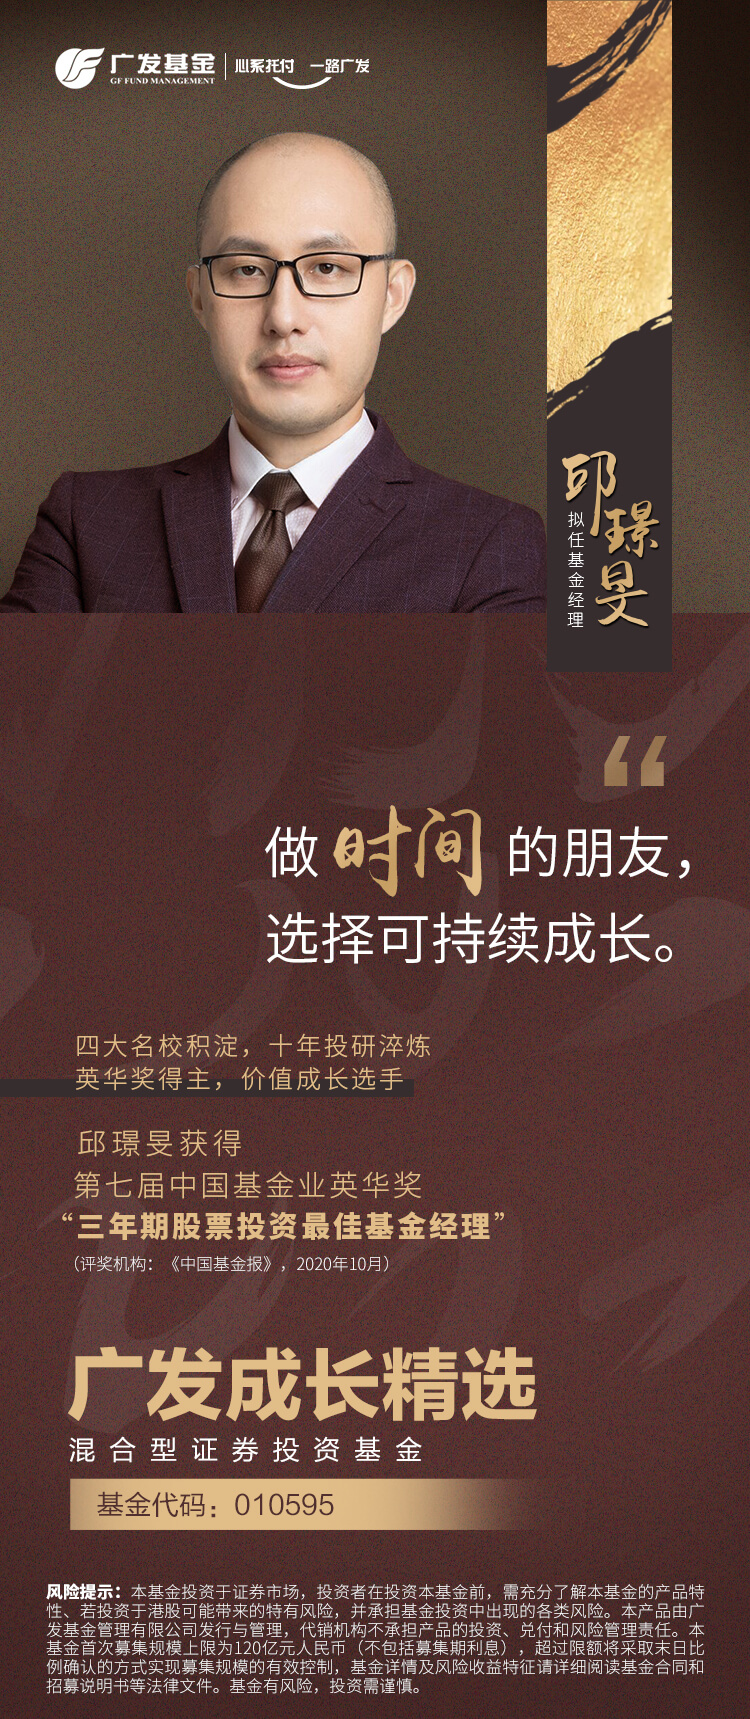 广发基金 心系托付 一路广发
GF FUND MANAGEMENT
邱璟旻
拟任基金经理
“
做 时间 的朋友，
选择可持续成长。
四大名校积淀，十年投研淬炼
英华奖得主，价值成长选手
邱璟旻获得
第七届中国基金业英华奖
“三年期股票投资最佳基金经理”
（评奖机构：《中国基金报》，2020年10月）
广发成长精选
混合型证券投资基金
基金代码：010595
风险提示：本基金投资于证券市场，投资者在投资本基金前，需充分了解本基金的产品特
性、若投资于港股可能带来的特有风险，并承担基金投资中出现的各类风险。本产品由广
发基金管理有限公司发行与管理，代销机构不承担产品的投资、兑付和风险管理责任。本
基金首次募集规模上限为120亿元人民币（不包括募集期利息），超过限额将采取末日比
例确认的方式实现募集规模的有效控制，基金详情及风险收益特征请详细阅读基金合同和
招募说明书等法律文件。基金有风险，投资需谨慎。